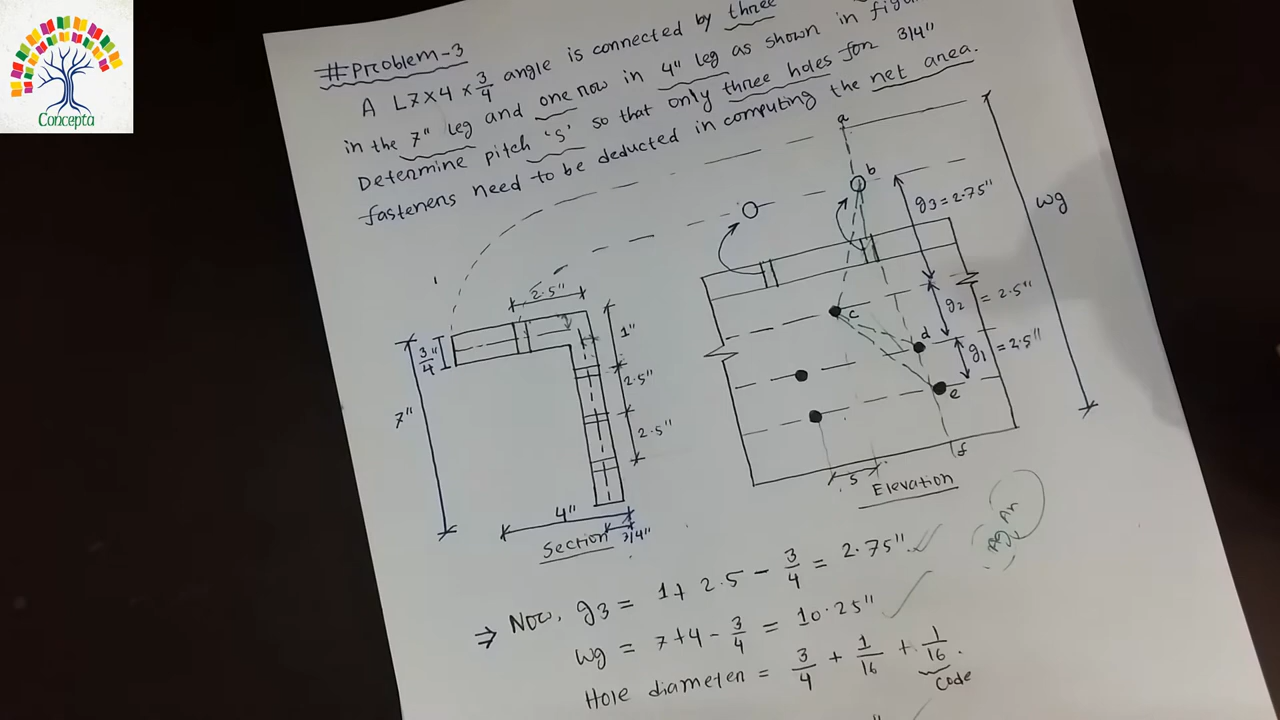 Concepta
# Problem-3
A L7×4×3/4 angle is connected by three
in the 7" leg and one row in 4" leg as shown in figu
Determine pitch 's' so that only three holes for 3/4"
fasteners need to be deducted in computing the net area.
a
b
g3=2.75"
wg
c
g2 = 2.5"
d
g1 = 2.5"
e
f
s
Elevation
2.5"
1"
3/4"
2.5"
7"
2.5"
4"
Section
3/4"
Ag, An
⇒ Now, g3 = 1+2.5-3/4 = 2.75"
wg = 7+4-3/4 = 10.25"
Hole diameter = 3/4 + 1/16 + 1/16.
Code